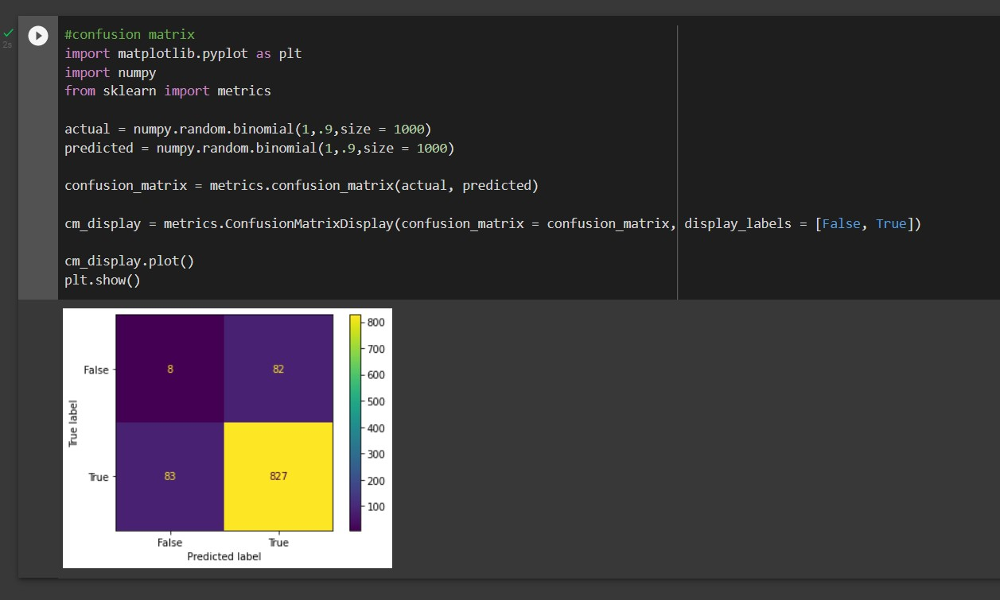 2s
#confusion matrix
import matplotlib.pyplot as plt
import numpy
from sklearn import metrics
actual = numpy.random.binomial(1,.9,size = 1000)
predicted = numpy.random.binomial(1,.9,size = 1000)
confusion_matrix = metrics.confusion_matrix(actual, predicted)
cm_display = metrics.ConfusionMatrixDisplay(confusion_matrix = confusion_matrix, display_labels = [False, True])
cm_display.plot()
plt.show()
True label
False 8 82
True 83 827
False True
Predicted label
800
700
600
500
400
300
200
100